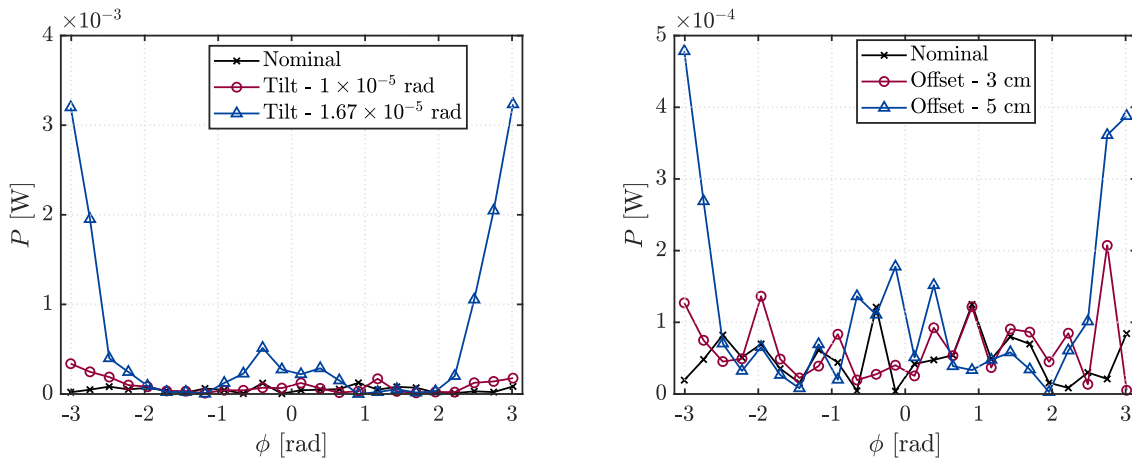 ×10⁻³
4
3
2
1
0
P [W]
-3 -2 -1 0 1 2 3
ϕ [rad]
Nominal
Tilt - 1 × 10⁻⁵ rad
Tilt - 1.67 × 10⁻⁵ rad
×10⁻⁴
5
4
3
2
1
0
P [W]
-3 -2 -1 0 1 2 3
ϕ [rad]
Nominal
Offset - 3 cm
Offset - 5 cm